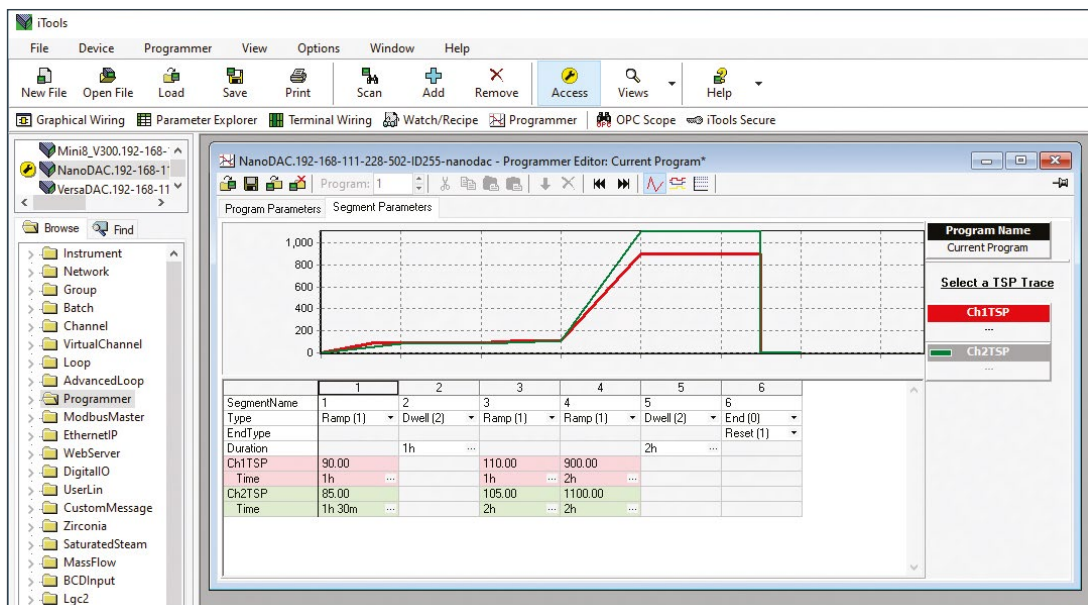 iTools
File Device Programmer View Options Window Help
New File Open File Load Save Print Scan Add Remove Access Views Help
Graphical Wiring Parameter Explorer Terminal Wiring Watch/Recipe Programmer OPC Scope iTools Secure
Mini8_V300.192-168-
NanoDAC.192-168-1
VersaDAC.192-168-11
Browse Find
Instrument
Network
Group
Batch
Channel
VirtualChannel
Loop
AdvancedLoop
Programmer
ModbusMaster
EthernetIP
WebServer
DigitalIO
UserLin
CustomMessage
Zirconia
SaturatedSteam
MassFlow
BCDInput
Lgc2
NanoDAC.192-168-111-228-502-ID255-nanodac - Programmer Editor: Current Program*
Program: 1
Program Parameters Segment Parameters
1,000
800
600
400
200
0
Program Name
Current Program
Select a TSP Trace
Ch1TSP
...
Ch2TSP
...
1 2 3 4 5 6
SegmentName 1 2 3 4 5 6
Type Ramp (1) Dwell (2) Ramp (1) Ramp (1) Dwell (2) End (0)
EndType Reset (1)
Duration 1h ... 2h ...
Ch1TSP 90.00 110.00 900.00
Time 1h ... 1h ... 2h ...
Ch2TSP 85.00 105.00 1100.00
Time 1h 30m ... 2h ... 2h ...